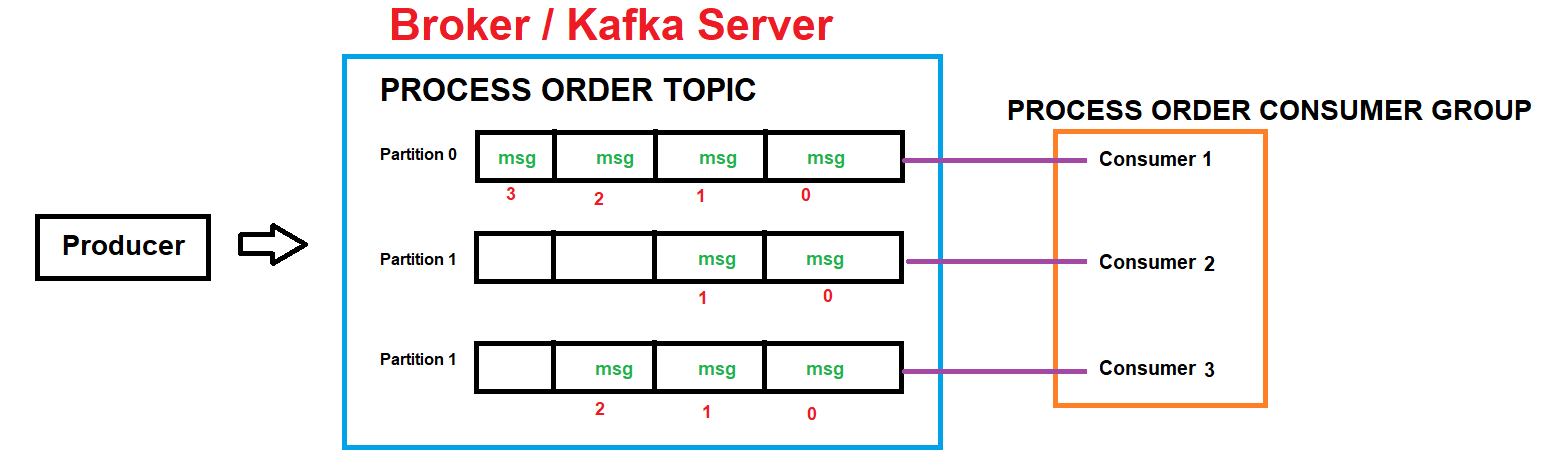 Broker / Kafka Server
PROCESS ORDER TOPIC
PROCESS ORDER CONSUMER GROUP
Partition 0 msg msg msg msg Consumer 1
3 2 1 0
Producer
Partition 1 msg msg Consumer 2
1 0
Partition 1 msg msg msg Consumer 3
2 1 0